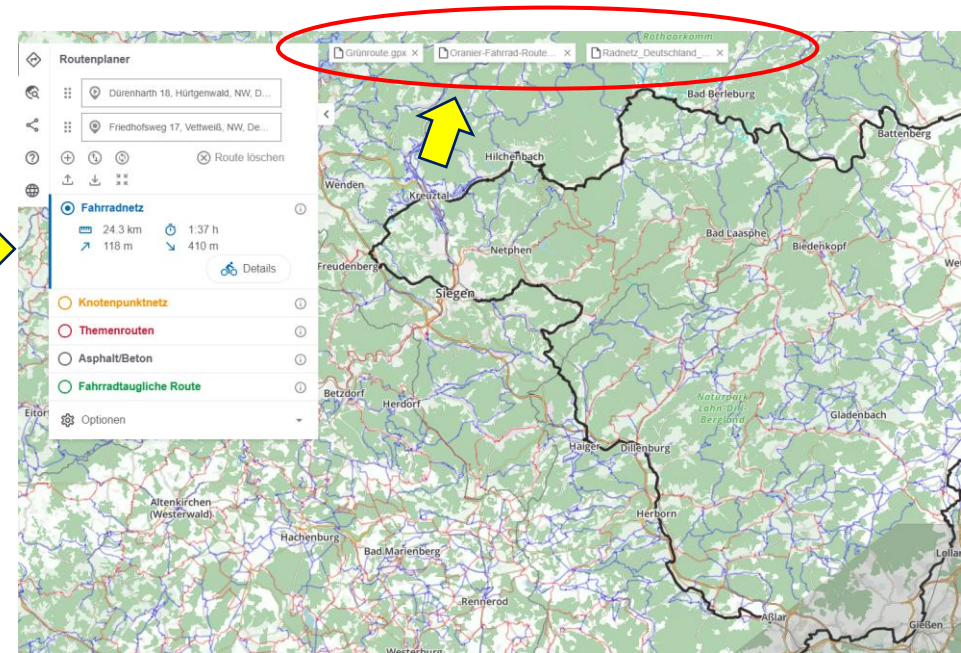 Grünroute.gpx ×
Oranier-Fahrrad-Route... ×
Radnetz_Deutschland_... ×
Routenplaner
Dürenharth 18, Hürtgenwald, NW, D...
Friedhofsweg 17, Vettweiß, NW, De...
Route löschen
Fahrradnetz
24.3 km 1:37 h
118 m 410 m
Details
Knotenpunktnetz
Themenrouten
Asphalt/Beton
Fahrradtaugliche Route
Optionen
Rothaarkamm
Bad Berleburg
Battenberg
Hilchenbach
Wenden
Kreuztal
Bad Laasphe
Biedenkopf
Netphen
Freudenberg
Siegen
Betzdorf
Herdorf
Naturpark
Lahn-Dill-
Bergland
Gladenbach
Haiger
Dillenburg
Altenkirchen
(Westerwald)
Herborn
Hachenburg
Bad Marienberg
Rennerod
Aßlar
Gießen
Westerburg